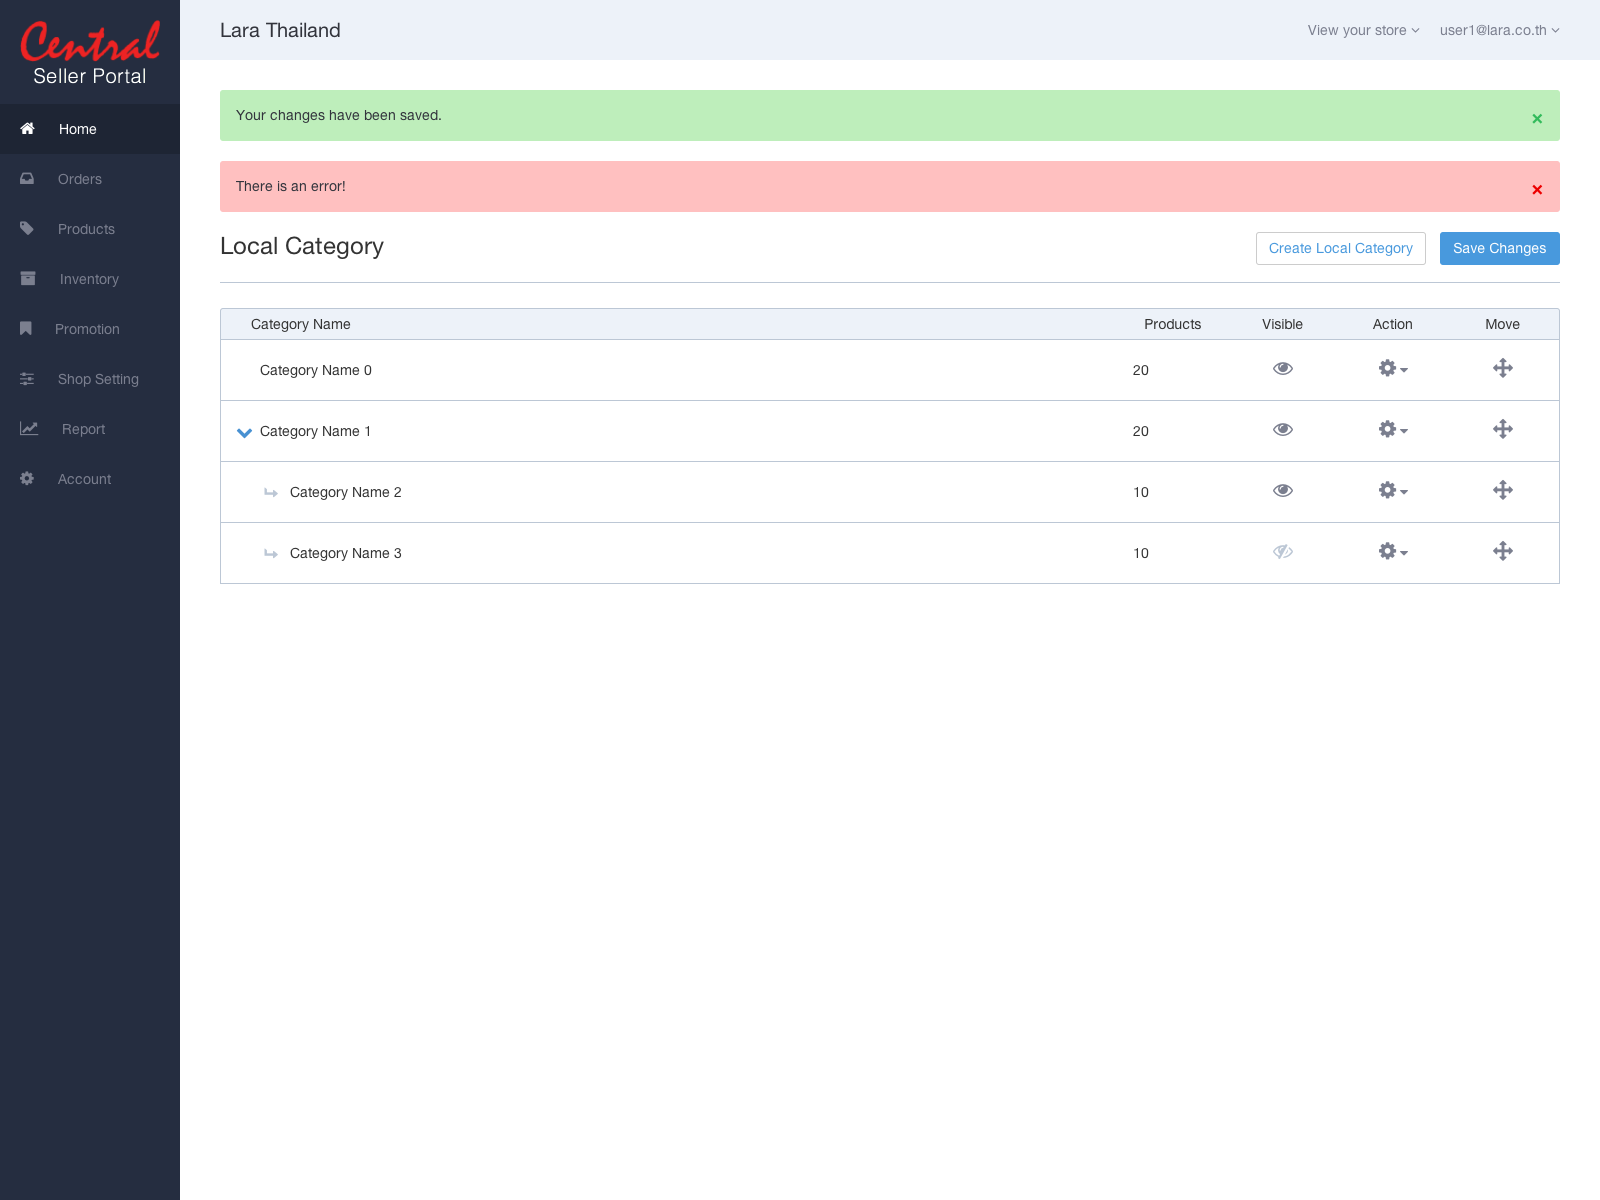 Central
Seller Portal
Home
Orders
Products
Inventory
Promotion
Shop Setting
Report
Account
Lara Thailand
View your store
user1@lara.co.th
Your changes have been saved.
There is an error!
Local Category
Create Local Category
Save Changes
Category Name Products Visible Action Move
Category Name 0 20
Category Name 1 20
Category Name 2 10
Category Name 3 10